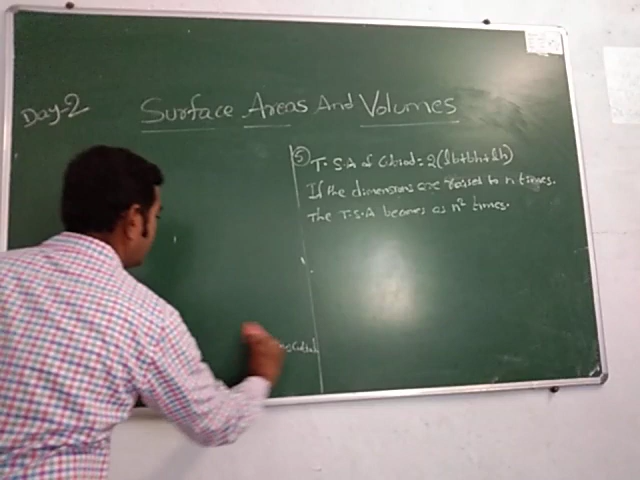 Day-2
Surface Areas And Volumes
⑤ T.S.A of Cuboid = 2(lb+bh+lh)
If the dimensions are raised to n times.
The T.S.A becomes as n² times.